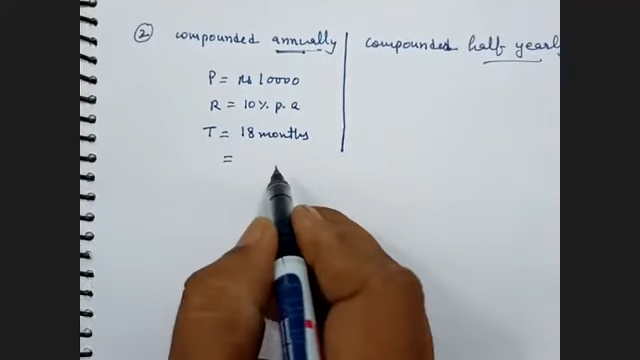 ② compounded annually
P = Rs 10000
R = 10% p.a
T = 18 months
=
compounded half yearly